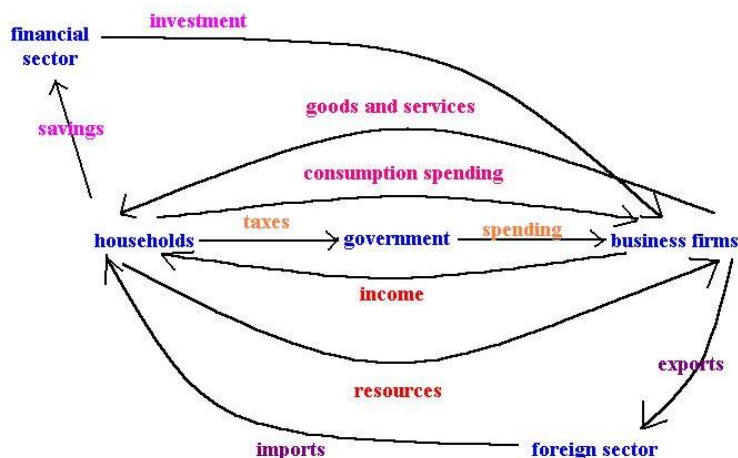 investment
financial
sector
goods and services
savings
consumption spending
taxes
households
government
spending
business firms
income
resources
exports
imports
foreign sector